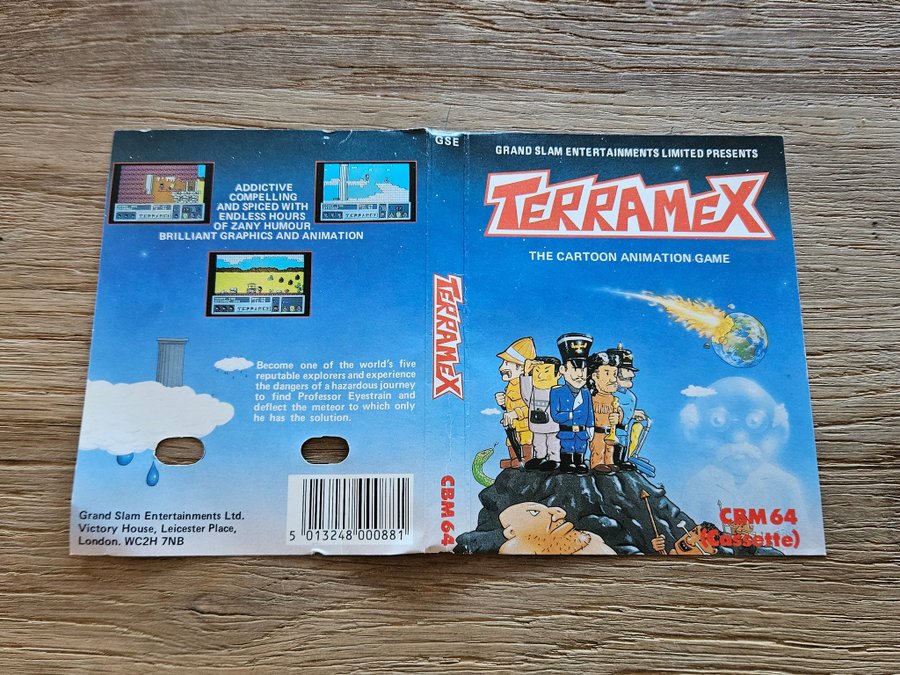 ADDICTIVE
COMPELLING
AND SPICED WITH
ENDLESS HOURS
OF ZANY HUMOUR.
BRILLIANT GRAPHICS AND ANIMATION
TERRAMEX
TERRAMEX
TERRAMEX
Become one of the world's five
reputable explorers and experience
the dangers of a hazardous journey
to find Professor Eyestrain and
deflect the meteor to which only
he has the solution.
Grand Slam Entertainments Ltd.
Victory House, Leicester Place,
London. WC2H 7NB
5 013248 000881
GSE
TERRAMEX
CBM 64
GRAND SLAM ENTERTAINMENTS LIMITED PRESENTS
TERRAMEX
THE CARTOON ANIMATION GAME
CBM 64
(Cassette)